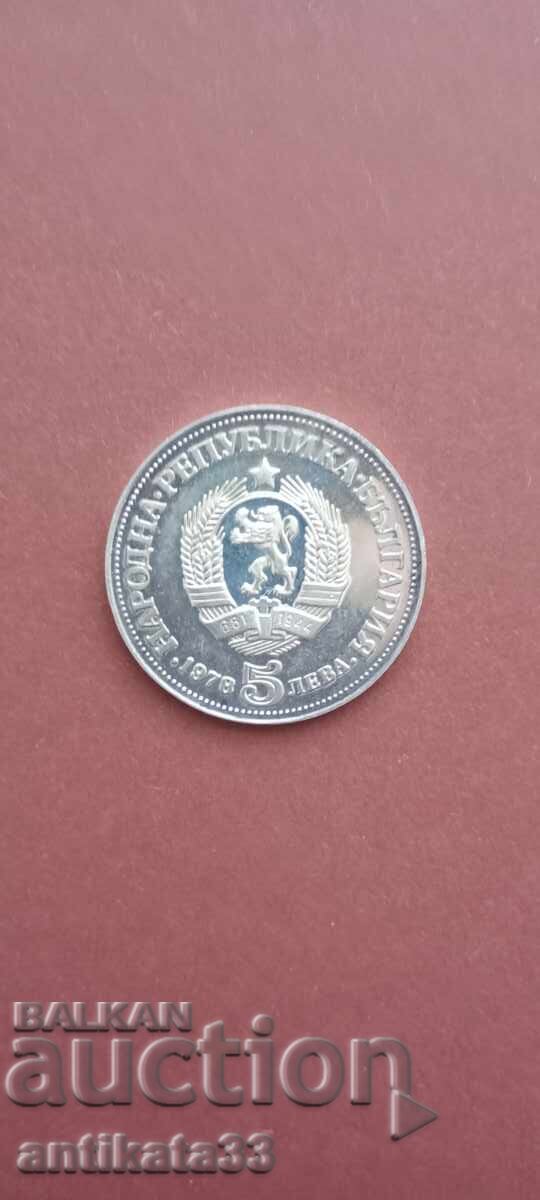 НАРОДНА·РЕПУБЛИКА·БЪЛГАРИЯ
681 1944
·1978 5 ЛЕВА·
BALKAN
auction
antikata33